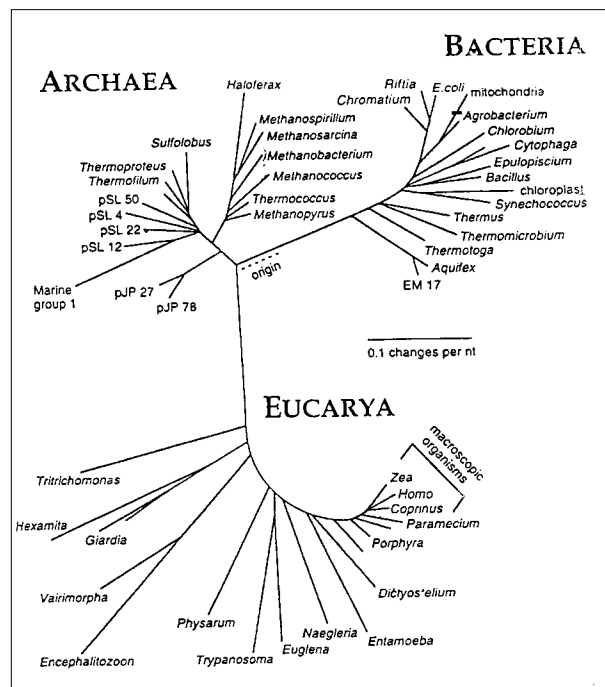 BACTERIA
ARCHAEA
Haloferax
Riftia
E.coli
mitochondria
Chromatium
Agrobacterium
Methanospirillum
Chlorobium
Methanosarcina
Sulfolobus
Cytophaga
Methanobacterium
Epulopiscium
Thermoproteus
Methanococcus
Bacillus
Thermofilum
chloroplast
pSL 50
Thermococcus
Synechococcus
pSL 4
Methanopyrus
Thermus
pSL 22
Thermomicrobium
pSL 12
Thermotoga
origin
Aquifex
Marine
group 1
pJP 27
EM 17
pJP 78
0.1 changes per nt
EUCARYA
macroscopic
organisms
Zea
Homo
Tritrichomonas
Coprinus
Paramecium
Hexamita
Giardia
Porphyra
Vairimorpha
Dictyos'elium
Physarum
Naegleria
Entamoeba
Euglena
Encephalitozoon
Trypanosoma